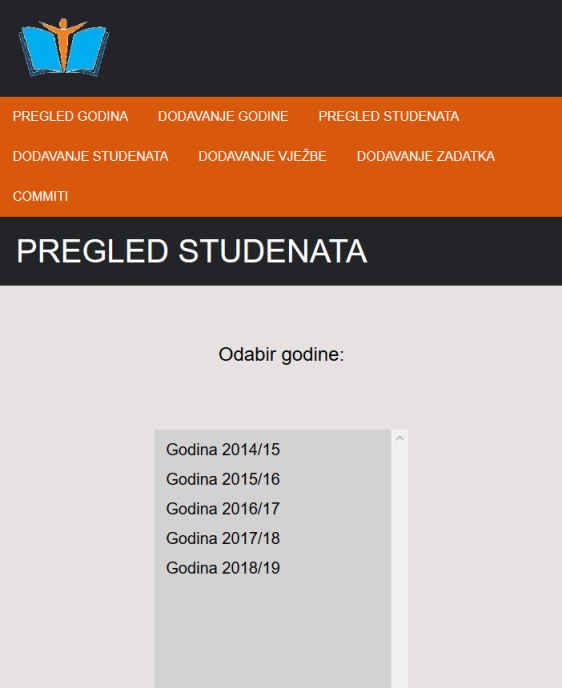 PREGLED GODINA DODAVANJE GODINE PREGLED STUDENATA
DODAVANJE STUDENATA DODAVANJE VJEŽBE DODAVANJE ZADATKA
COMMITI
PREGLED STUDENATA
Odabir godine:
Godina 2014/15
Godina 2015/16
Godina 2016/17
Godina 2017/18
Godina 2018/19